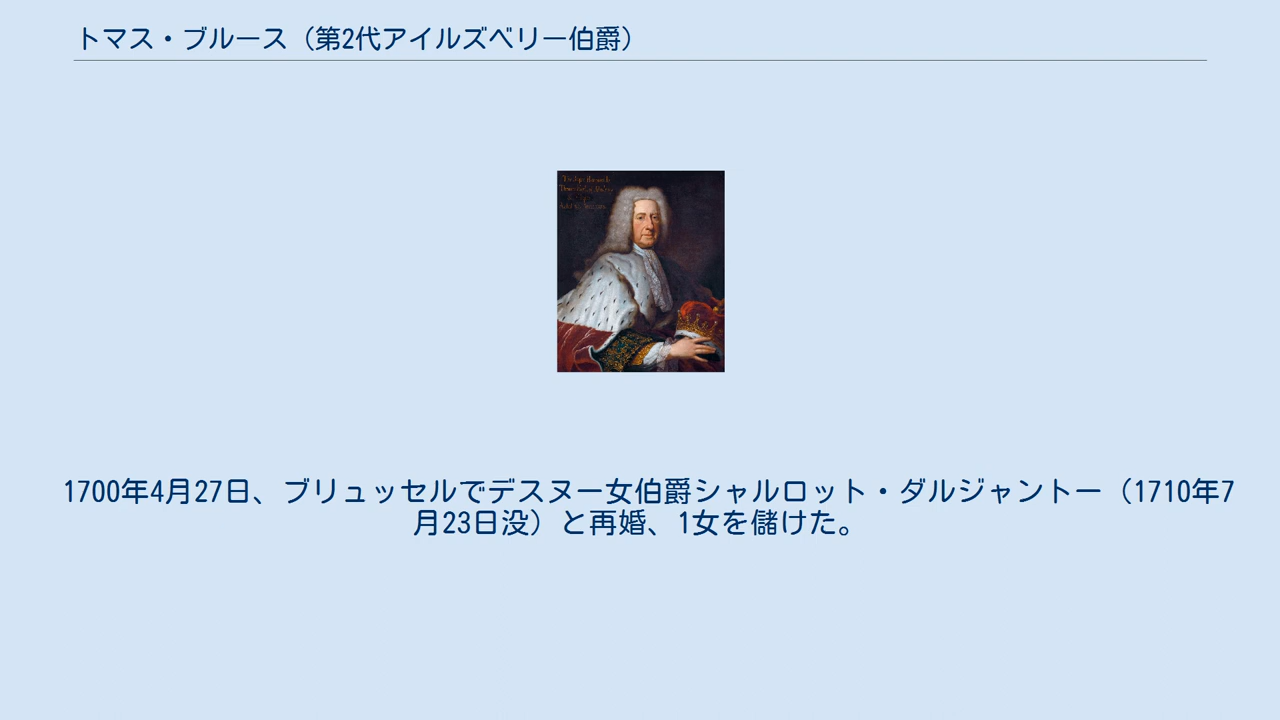 トマス・ブルース（第2代アイルズベリー伯爵）
1700年4月27日、ブリュッセルでデスヌー女伯爵シャルロット・ダルジャントー（1710年7
月23日没）と再婚、1女を儲けた。